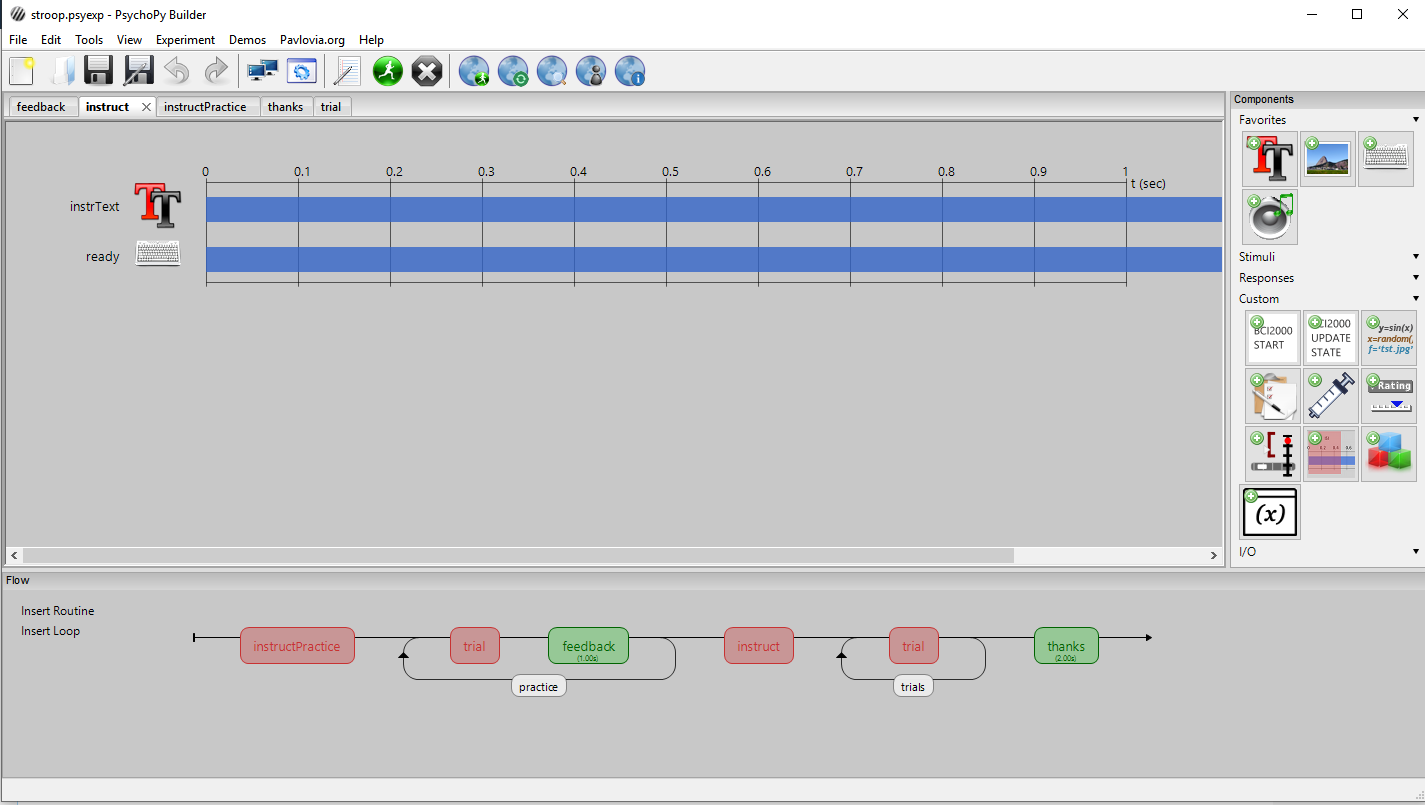 stroop.psyexp - PsychoPy Builder
File Edit Tools View Experiment Demos Pavlovia.org Help
feedback instruct instructPractice thanks trial
0 0.1 0.2 0.3 0.4 0.5 0.6 0.7 0.8 0.9 1
t (sec)
instrText
ready
Components
Favorites
Stimuli
Responses
Custom
BCI2000 START
BCI2000 UPDATE STATE
y=sin(x)
x=random(,
f='tst.jpg'
Rating
(x)
I/O
Flow
Insert Routine
Insert Loop
instructPractice
trial
feedback
(1.00s)
practice
instruct
trial
trials
thanks
(2.00s)